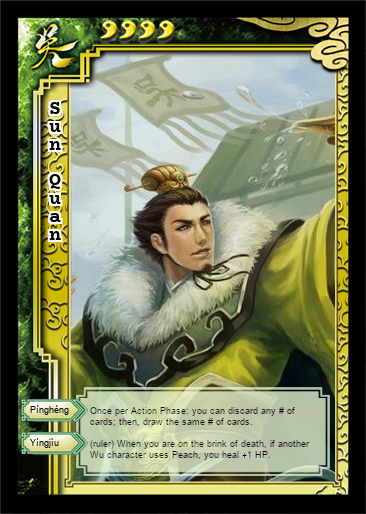 吴
Sun Quan
Pínghéng
Once per Action Phase: you can discard any # of
cards; then, draw the same # of cards.
Yíngjìu
(ruler) When you are on the brink of death, if another
Wu character uses Peach, you heal +1 HP.